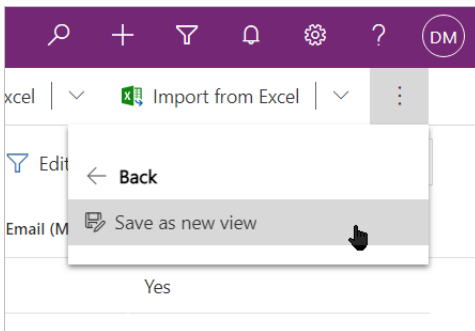 DM
xcel
Import from Excel
Edit
Back
Save as new view
Email (M
Yes